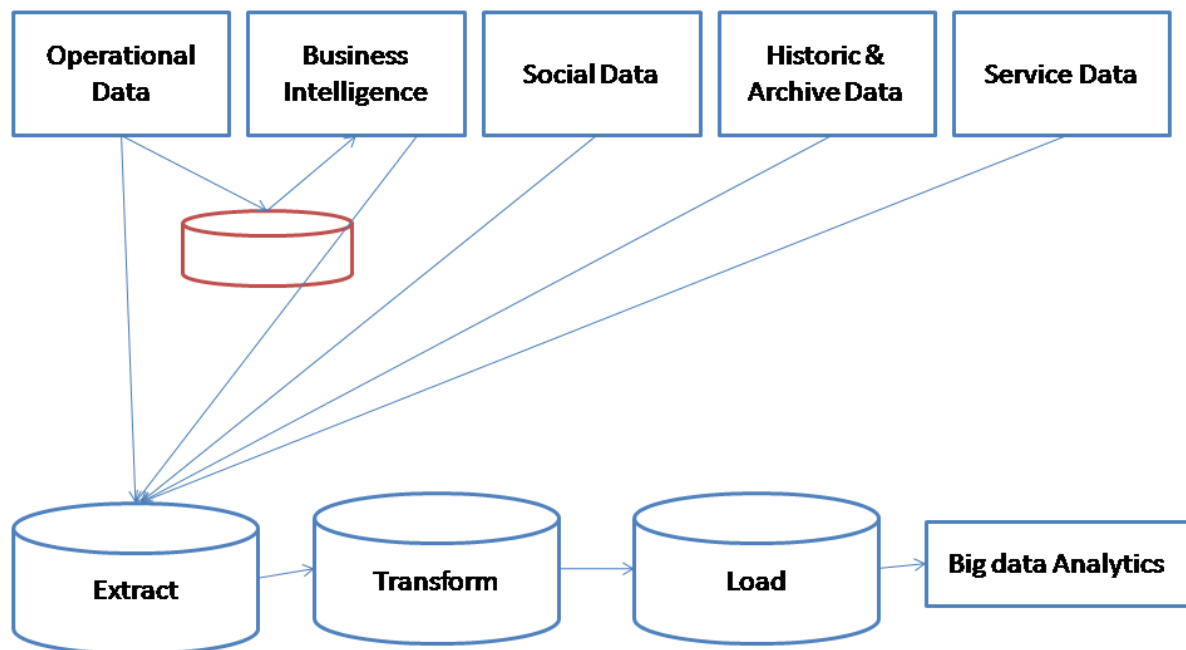 Operational
Data
Business
Intelligence
Social Data
Historic &
Archive Data
Service Data
Extract
Transform
Load
Big data Analytics